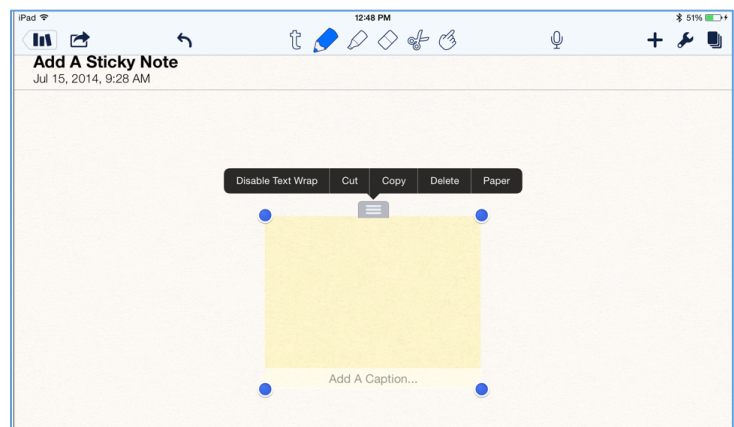 iPad 12:48 PM 51%
t
Add A Sticky Note
Jul 15, 2014, 9:28 AM
Disable Text Wrap Cut Copy Delete Paper
Add A Caption...